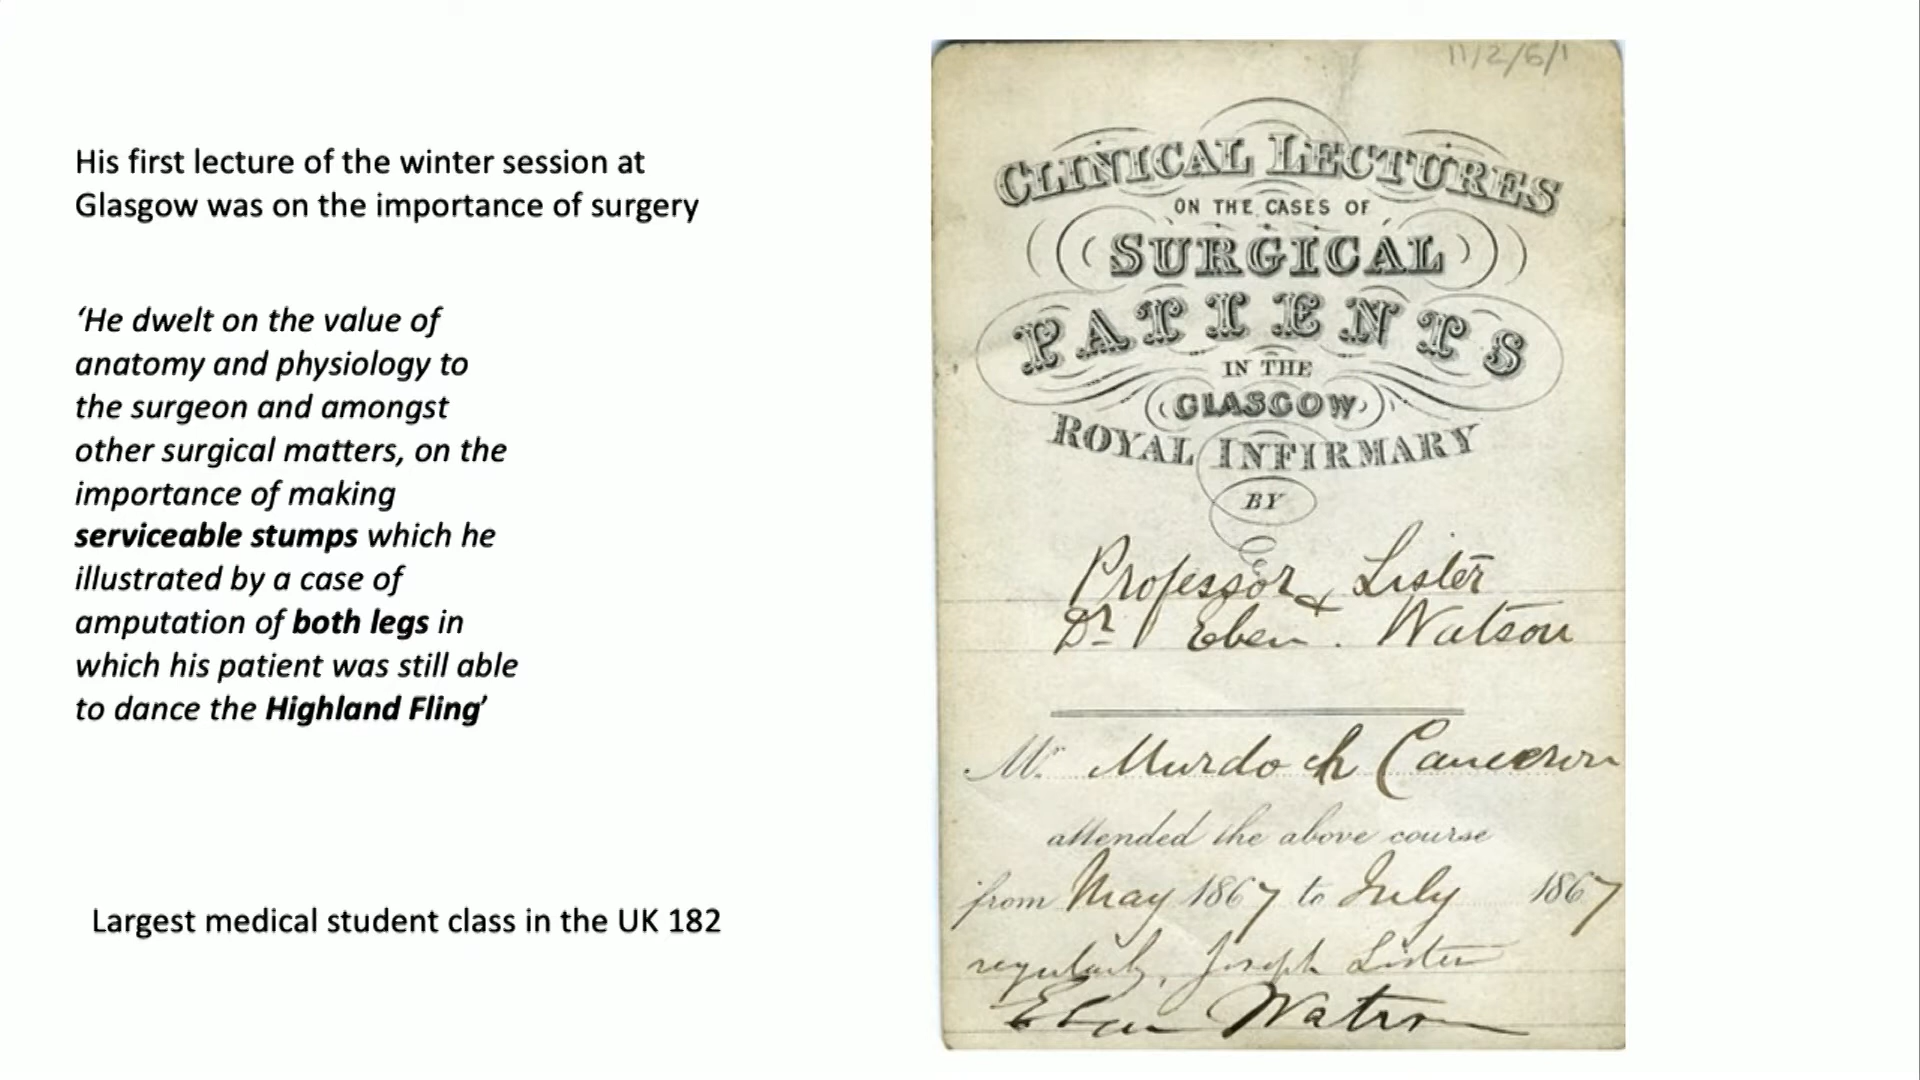 His first lecture of the winter session at
Glasgow was on the importance of surgery
‘He dwelt on the value of
anatomy and physiology to
the surgeon and amongst
other surgical matters, on the
importance of making
serviceable stumps which he
illustrated by a case of
amputation of both legs in
which his patient was still able
to dance the Highland Fling’
Largest medical student class in the UK 182
11/2/6/1
CLINICAL LECTURES
ON THE CASES OF
SURGICAL
PATIENTS
IN THE
GLASGOW
ROYAL INFIRMARY
BY
Professor Lister
&
Dr Eben. Watson
Mr. Murdoch Cameron
attended the above course
from May 1867 to July 1867
regularly, Joseph Lister
Eben Watson